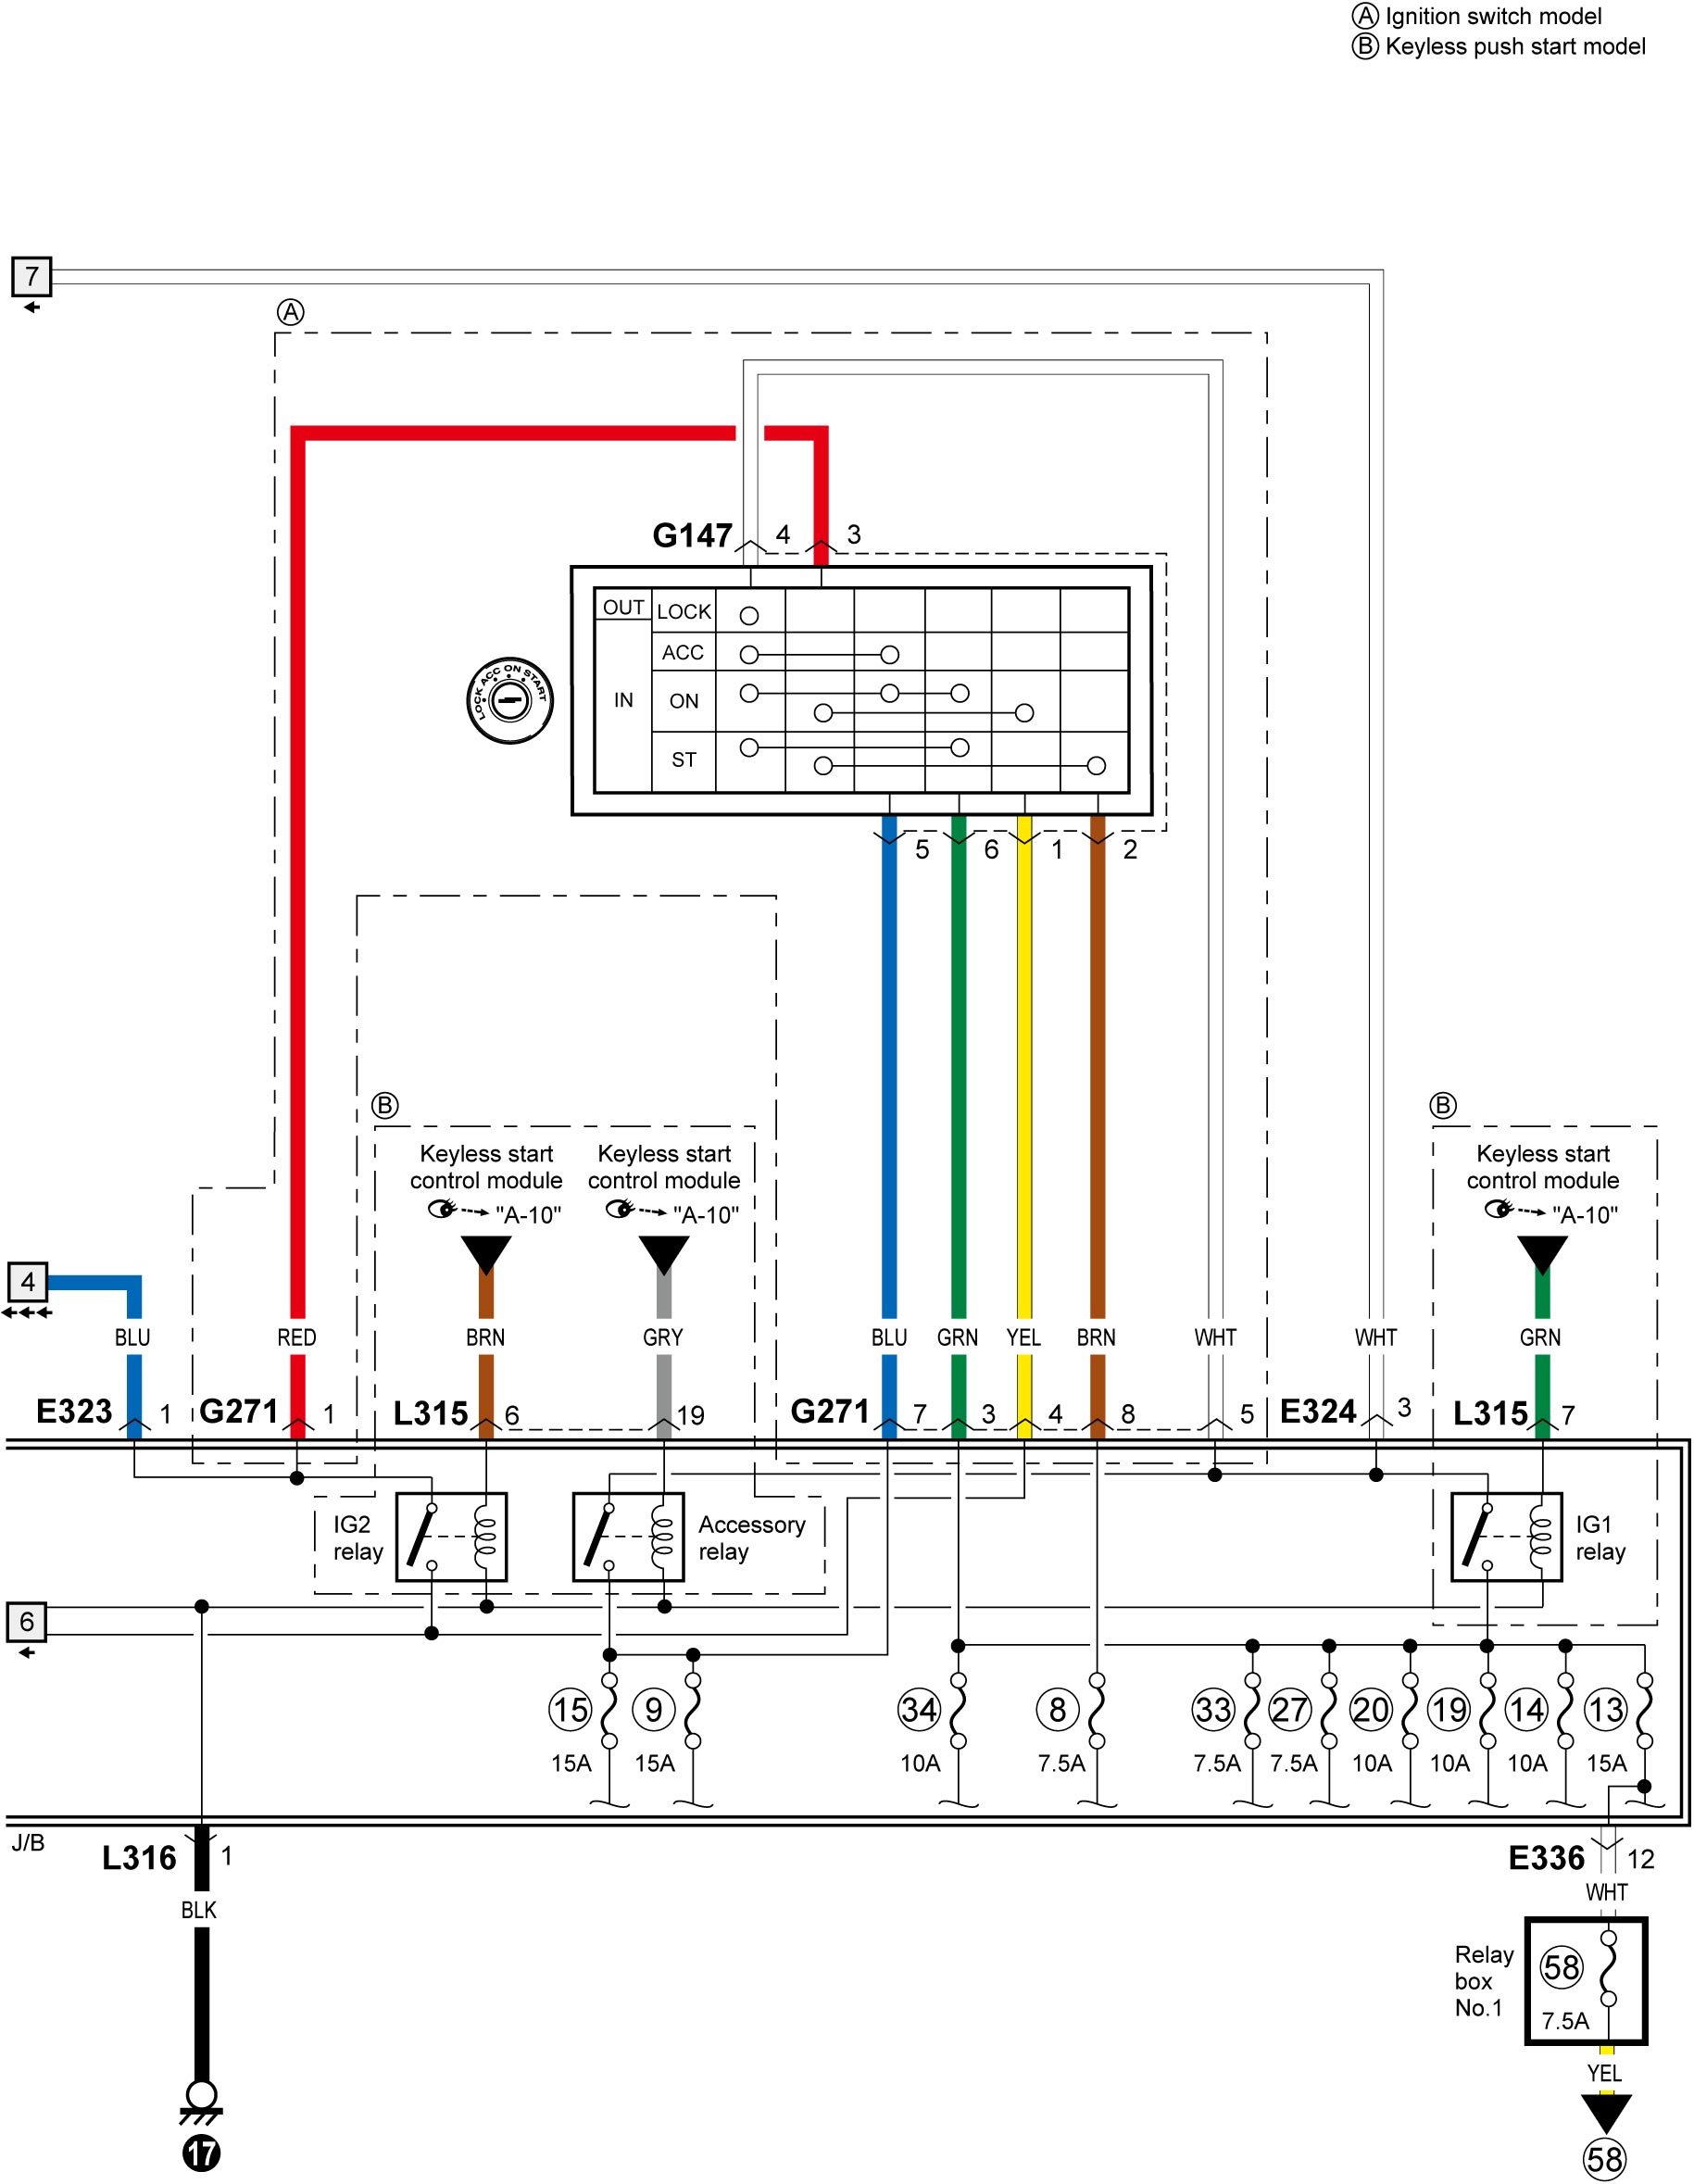 Ⓐ Ignition switch model
Ⓑ Keyless push start model
7
Ⓐ
G147 4 3
OUT LOCK
ACC
IN ON
ST
LOCK ACC ON START
5 6 1 2
Ⓑ Ⓑ
Keyless start Keyless start Keyless start
control module control module control module
"A-10" "A-10" "A-10"
4
BLU RED BRN GRY BLU GRN YEL BRN WHT WHT GRN
E323 1 G271 1 L315 6 19 G271 7 3 4 8 5 E324 3 L315 7
IG2 Accessory IG1
relay relay relay
6
15 9 34 8 33 27 20 19 14 13
15A 15A 10A 7.5A 7.5A 7.5A 10A 10A 10A 15A
J/B
L316 1 E336 12
BLK WHT
Relay
box
No.1
58
7.5A
YEL
17 58